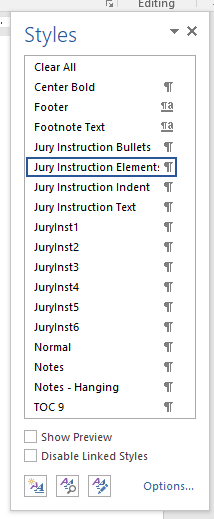 Editing
Styles
Clear All
Center Bold
Footer
Footnote Text
Jury Instruction Bullets
Jury Instruction Elements
Jury Instruction Indent
Jury Instruction Text
JuryInst1
JuryInst2
JuryInst3
JuryInst4
JuryInst5
JuryInst6
Normal
Notes
Notes - Hanging
TOC 9
Show Preview
Disable Linked Styles
Options...